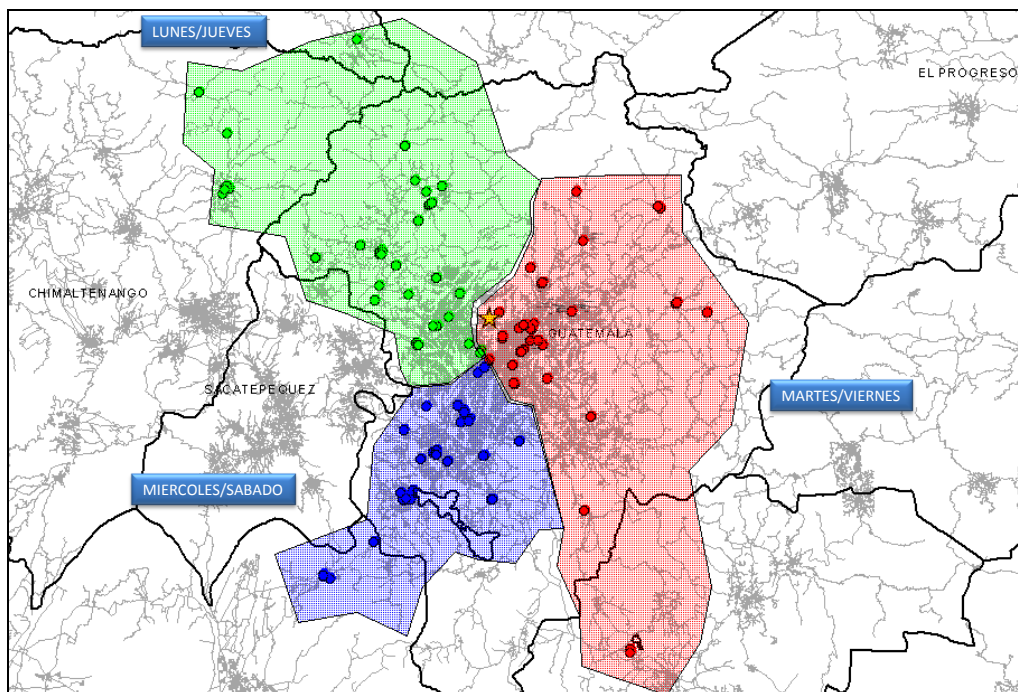 LUNES/JUEVES
EL PROGRESO
CHIMALTENANGO
GUATEMALA
SACATEPEQUEZ
MARTES/VIERNES
MIERCOLES/SABADO